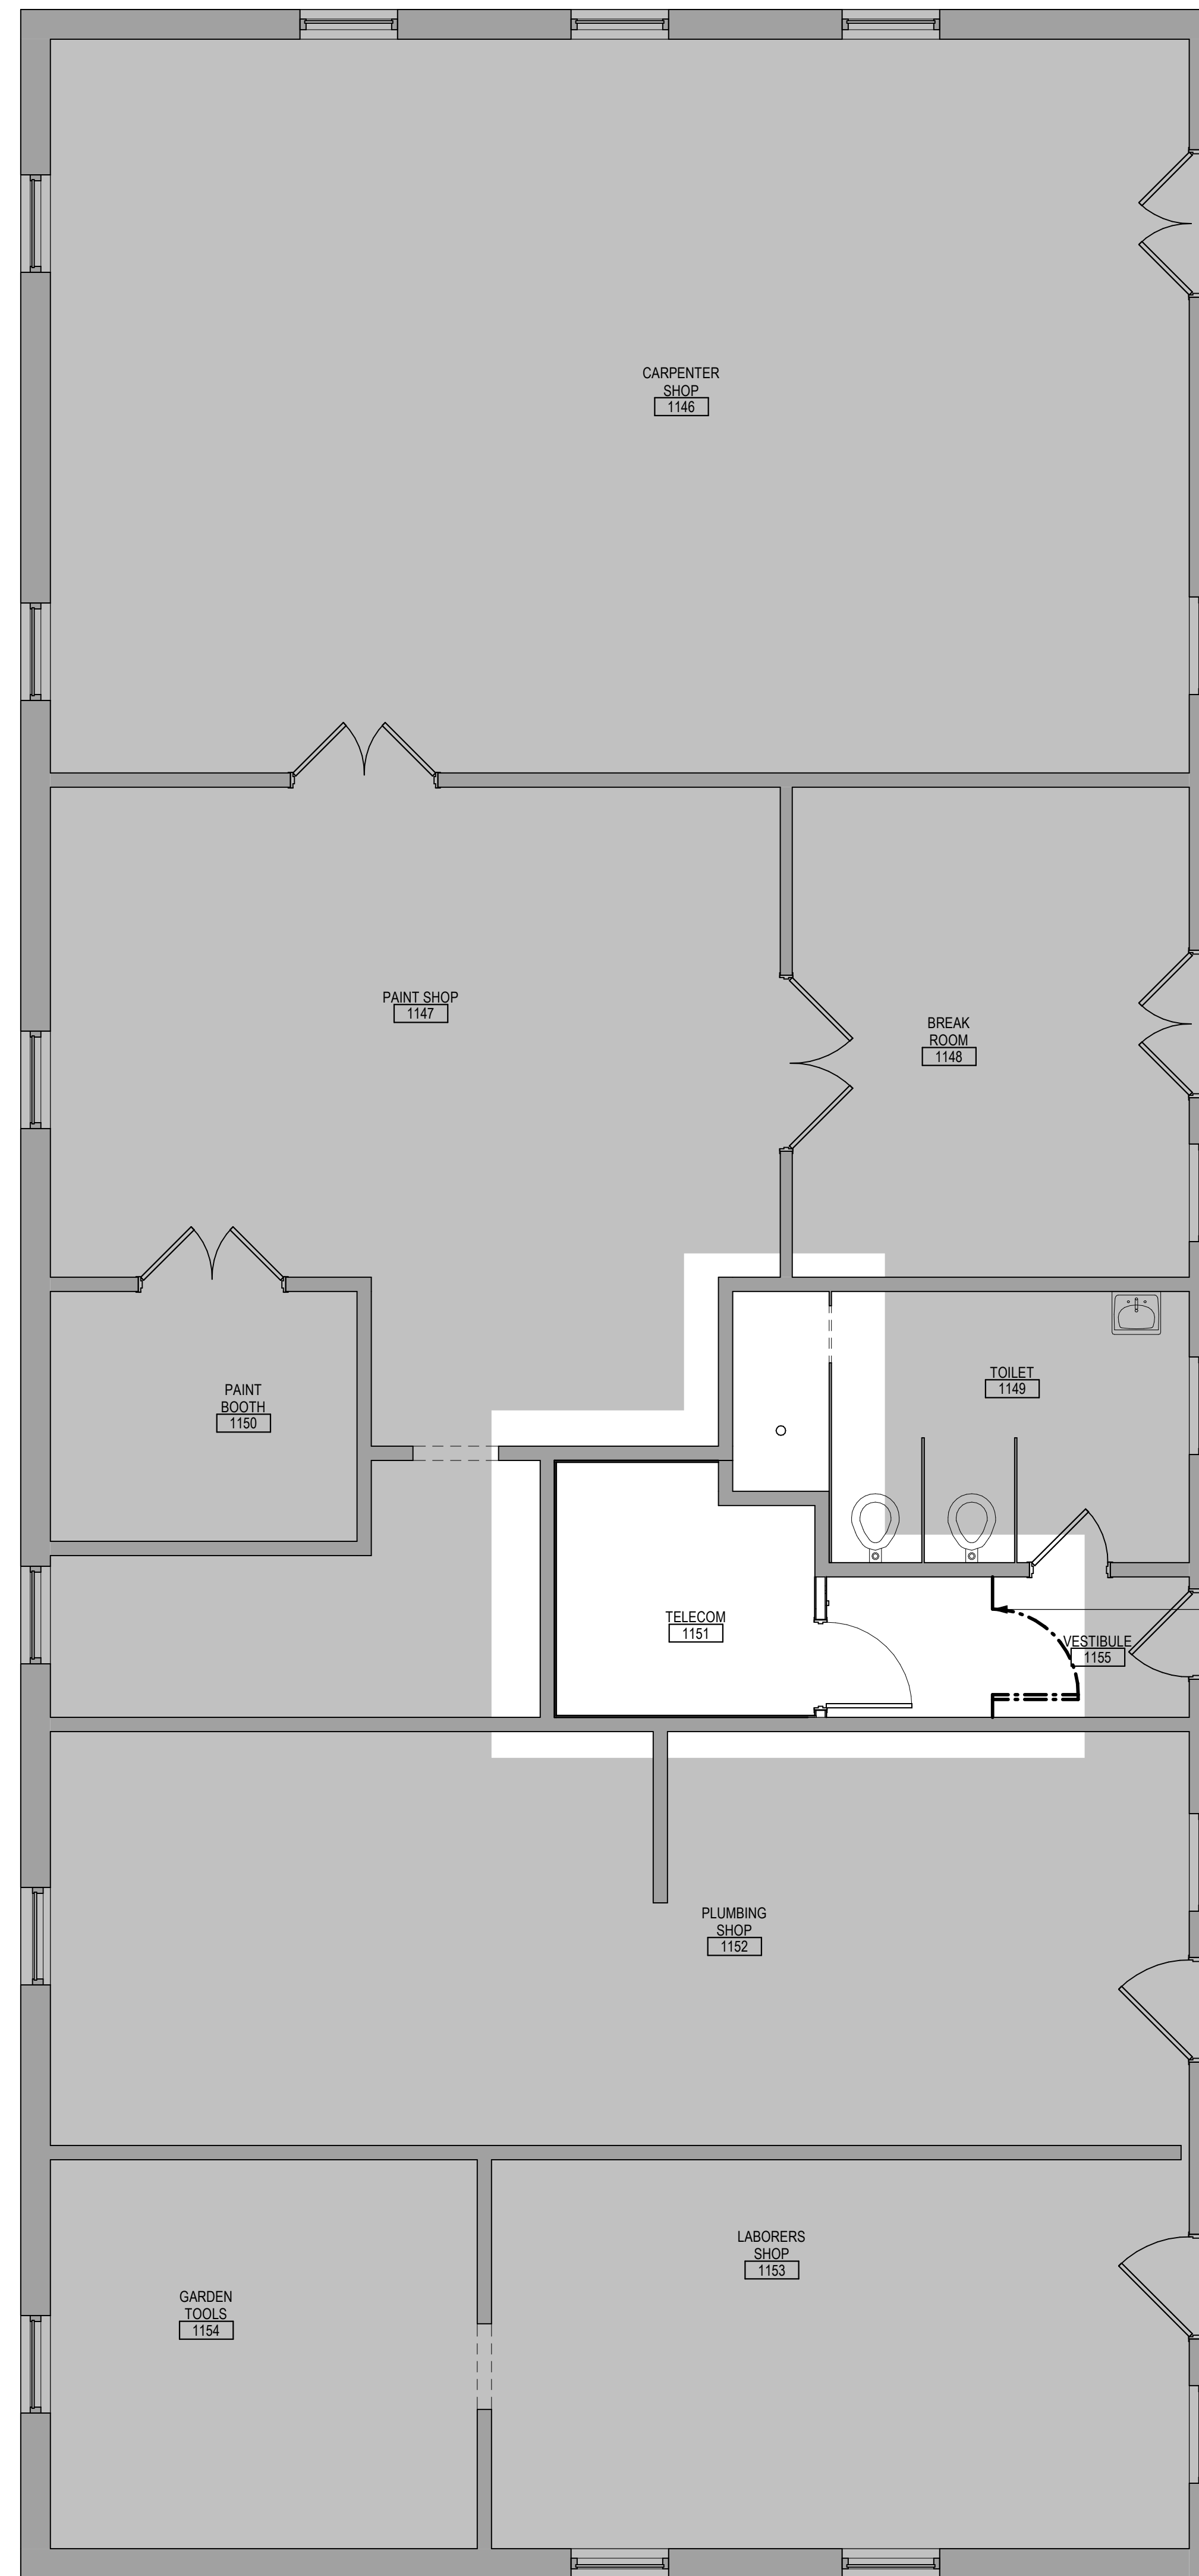 CARPENTER
SHOP
1146
PAINT SHOP
1147
BREAK
ROOM
1148
TOILET
1149
PAINT
BOOTH
1150
TELECOM
1151
VESTIBULE
1155
PLUMBING
SHOP
1152
LABORERS
SHOP
1153
GARDEN
TOOLS
1154